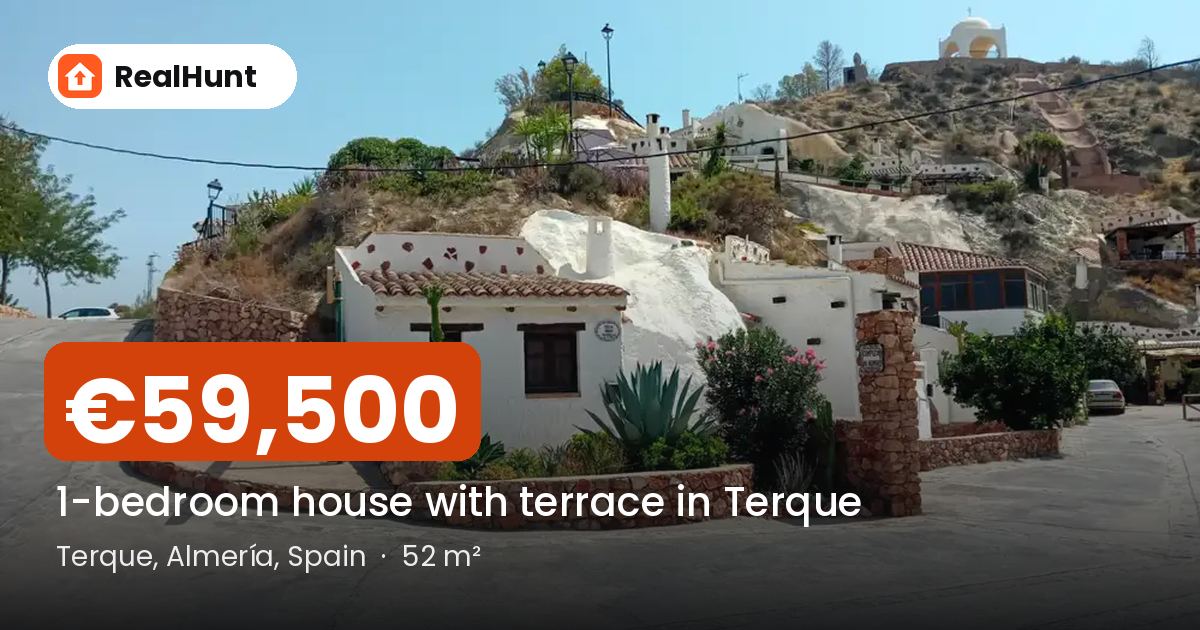 RealHunt
€59,500
1-bedroom house with terrace in Terque
Terque, Almería, Spain · 52 m²